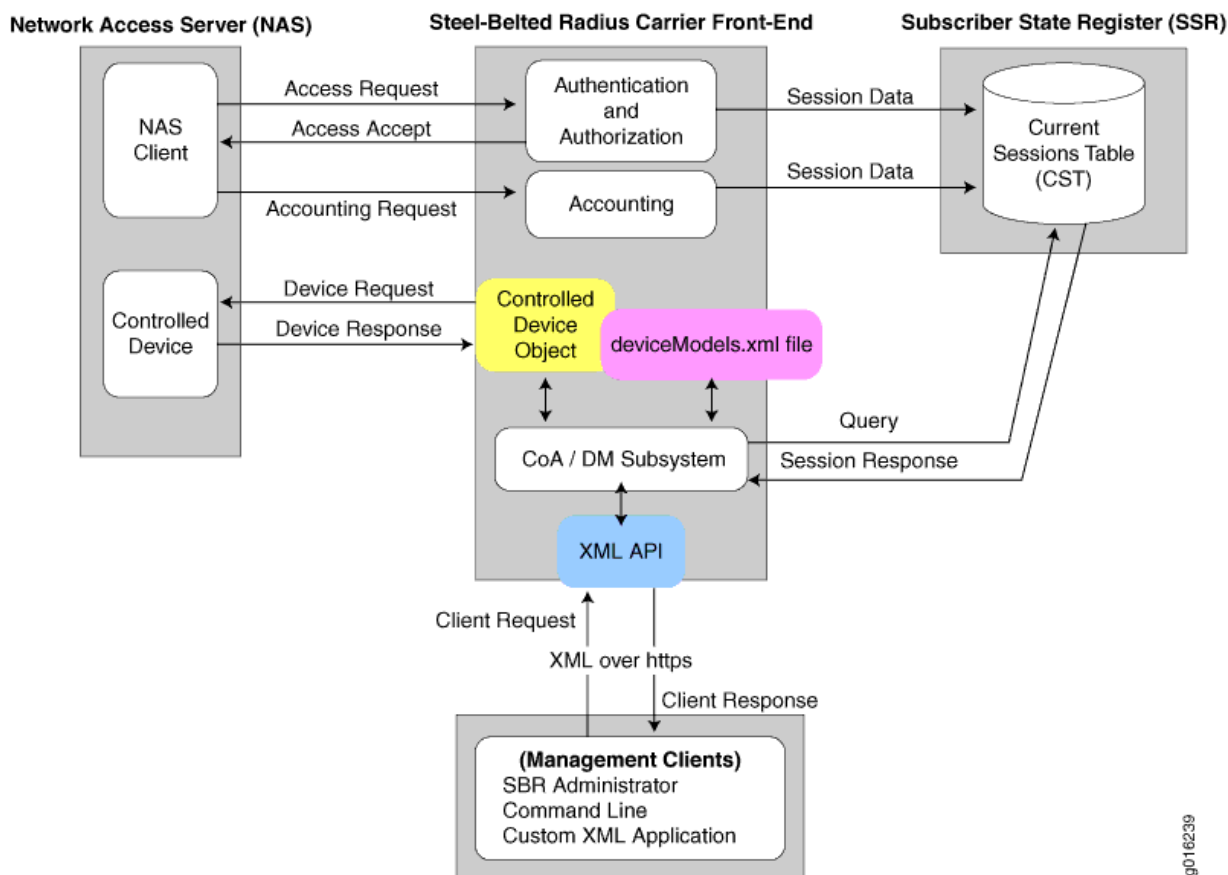 Network Access Server (NAS)
Steel-Belted Radius Carrier Front-End
Subscriber State Register (SSR)
NAS
Client
Access Request
Access Accept
Accounting Request
Authentication
and
Authorization
Accounting
Session Data
Session Data
Current
Sessions Table
(CST)
Controlled
Device
Device Request
Device Response
Controlled
Device
Object
deviceModels.xml file
CoA / DM Subsystem
Query
Session Response
XML API
Client Request
XML over https
Client Response
(Management Clients)
SBR Administrator
Command Line
Custom XML Application
g016239